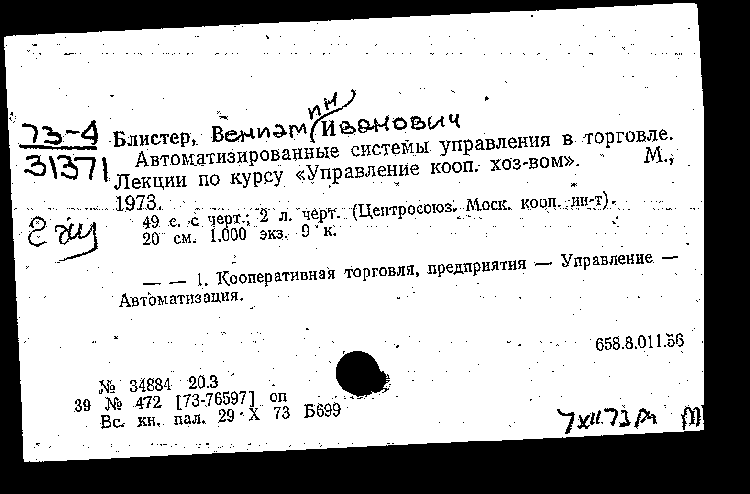 73-4
31371
Блистер, Вениамин Иванович
Автоматизированные системы управления в торговле.
Лекции по курсу «Управление кооп. хоз-вом». М.,
1973.
49 с. с черт.; 2 л. черт. (Центросоюз. Моск. кооп. ин-т).
20 см. 1.000 экз. 9 к.
— — 1. Кооперативная торговля, предприятия — Управление —
Автоматизация.
658.8.011.56
№ 34884 20.3
39 № 472 [73-76597] оп
Вс. кн. пал. 29 X 73 Б699